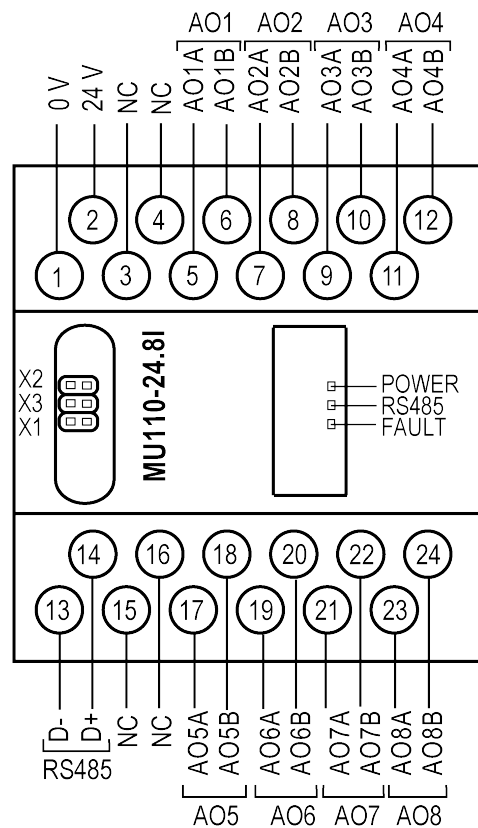 AO1 AO2 AO3 AO4
0 V 24 V NC NC AO1A AO1B AO2A AO2B AO3A AO3B AO4A AO4B
2 4 6 8 10 12
1 3 5 7 9 11
MU110-24.8I
X2
X3
X1
POWER
RS485
FAULT
14 16 18 20 22 24
13 15 17 19 21 23
D- D+ NC NC AO5A AO5B AO6A AO6B AO7A AO7B AO8A AO8B
RS485
AO5 AO6 AO7 AO8